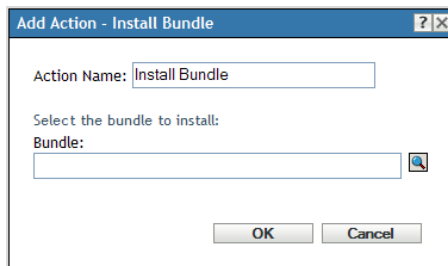 Add Action - Install Bundle ? X
Action Name: Install Bundle
Select the bundle to install:
Bundle:
OK Cancel